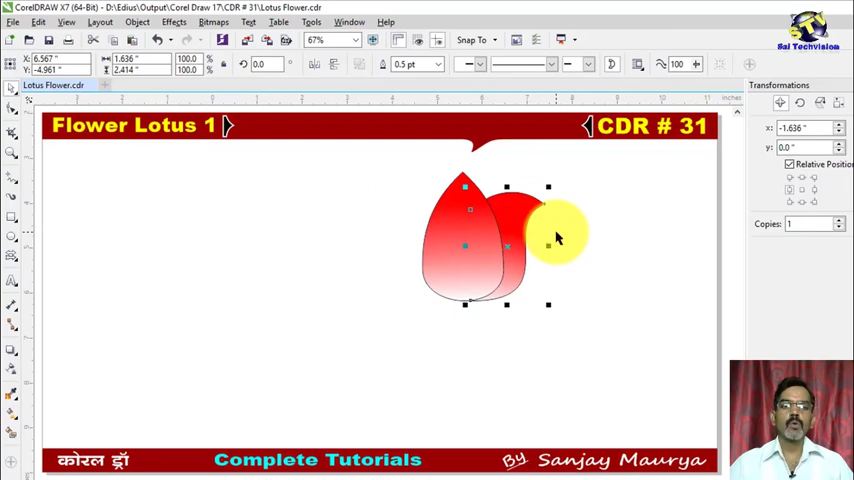 CorelDRAW X7 (64-Bit) - D:\Edius\Output\Corel Draw 17\CDR # 31\Lotus Flower.cdr
File Edit View Layout Object Effects Bitmaps Text Table Tools Window Help
67% Snap To
X: 6.567 " 1.636 " 100.0
Y: -4.961 " 2.414 " 100.0
0.0 0.5 pt 100
STV
Sai Techvision
Lotus Flower.cdr
Transformations
inches
Flower Lotus 1 CDR # 31
x: -1.636 "
y: 0.0 "
Relative Position
Copies: 1
कोरल ड्रॉ Complete Tutorials By Sanjay Maurya